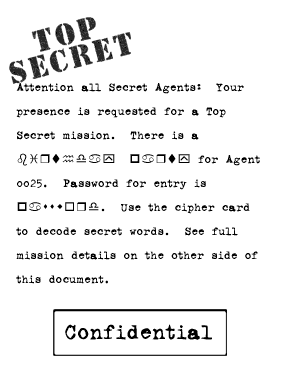 TOP
SECRET
Attention all Secret Agents: Your
presence is requested for a Top
Secret mission. There is a
♌♓❒⧫♒♎♋⍓ ◻♋❒⧫⍓ for Agent
oo25. Password for entry is
◻♋⬧⬧⬥□❒♎. Use the cipher card
to decode secret words. See full
mission details on the other side of
this document.
Confidential